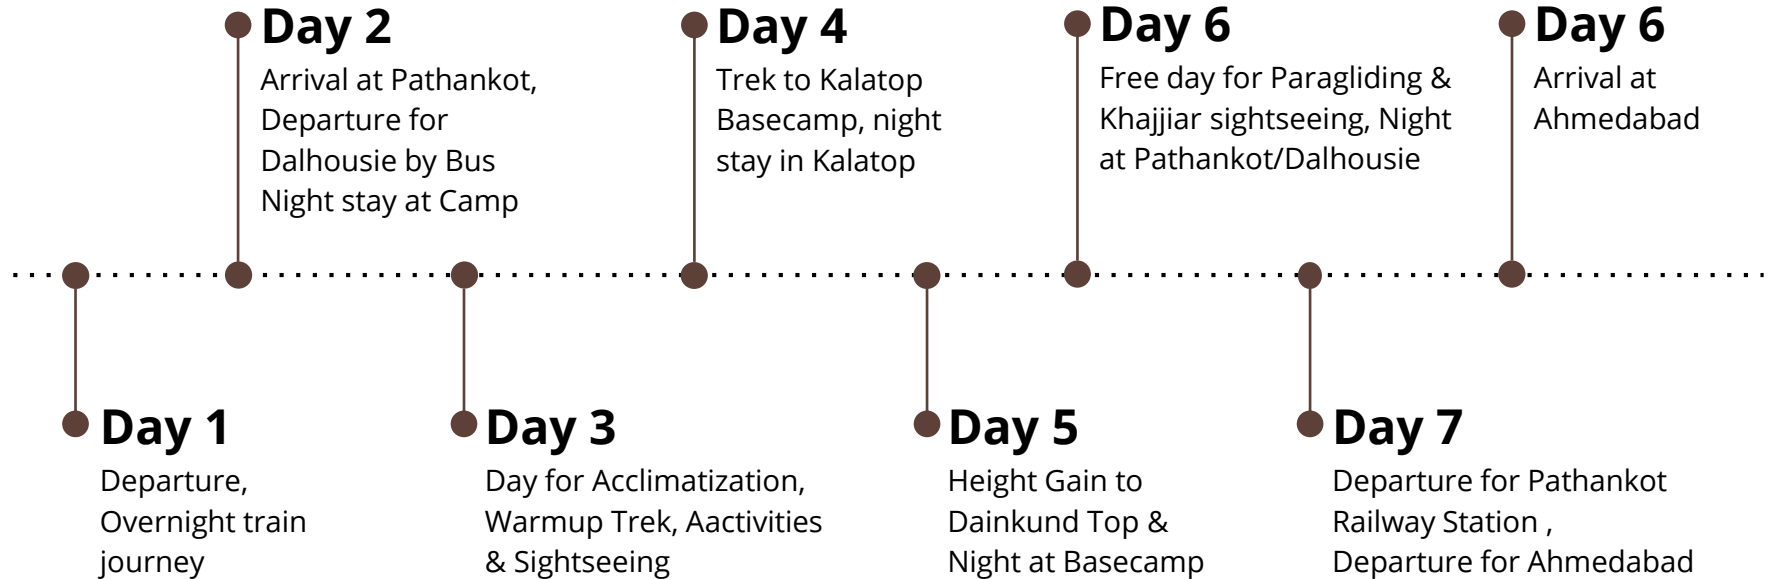 Day 1
Departure,
Overnight train
journey
Day 2
Arrival at Pathankot,
Departure for
Dalhousie by Bus
Night stay at Camp
Day 3
Day for Acclimatization,
Warmup Trek, Aactivities
& Sightseeing
Day 4
Trek to Kalatop
Basecamp, night
stay in Kalatop
Day 5
Height Gain to
Dainkund Top &
Night at Basecamp
Day 6
Free day for Paragliding &
Khajjiar sightseeing, Night
at Pathankot/Dalhousie
Day 7
Departure for Pathankot
Railway Station ,
Departure for Ahmedabad
Day 6
Arrival at
Ahmedabad